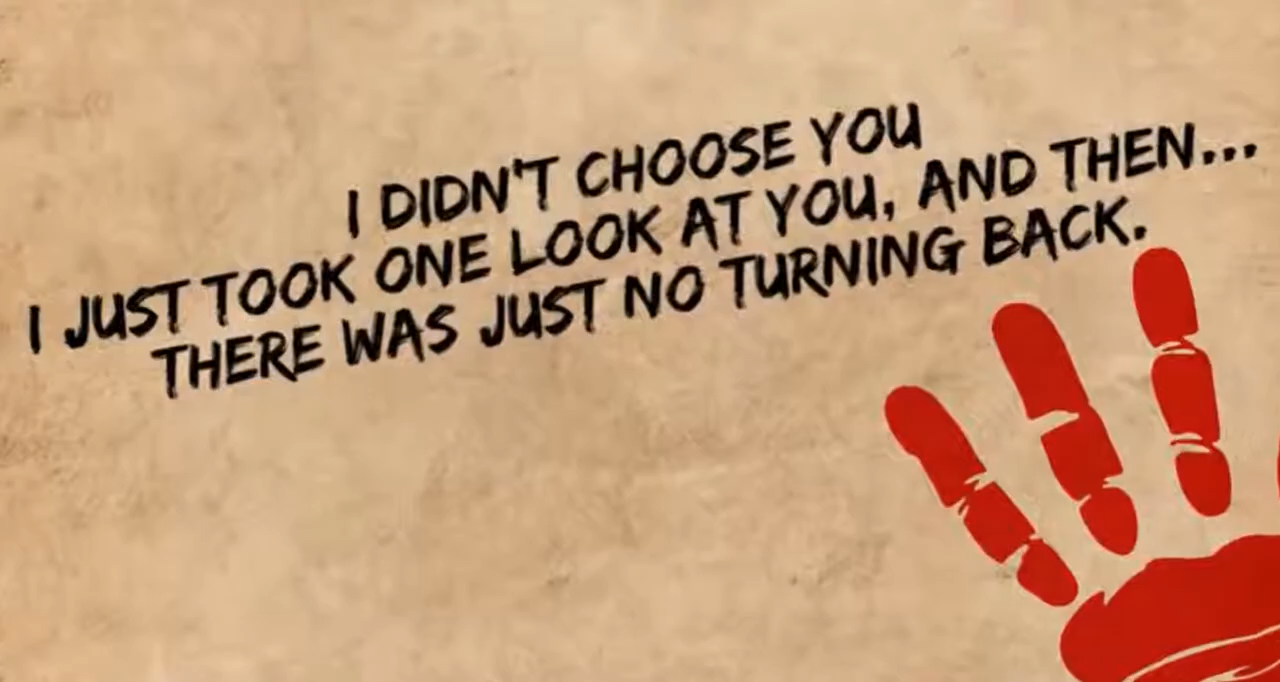 I DIDN'T CHOOSE YOU
I JUST TOOK ONE LOOK AT YOU, AND THEN...
THERE WAS JUST NO TURNING BACK.